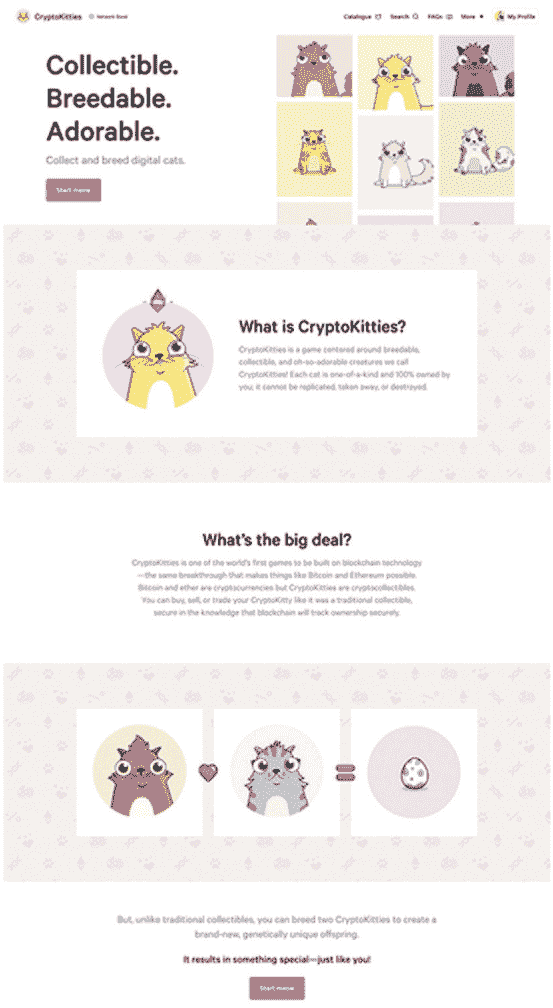 CryptoKitties
Catalogue Search FAQs More My Profile
Collectible.
Breedable.
Adorable.
Collect and breed digital cats.
Start meow
What is CryptoKitties?
CryptoKitties is a game centered around breedable,
collectible, and oh-so-adorable creatures we call
CryptoKitties! Each cat is one-of-a-kind and 100% owned by
you; it cannot be replicated, taken away, or destroyed.
What's the big deal?
CryptoKitties is one of the world's first games to be built on blockchain technology
—the same breakthrough that makes things like Bitcoin and Ethereum possible.
Bitcoin and ether are cryptocurrencies but CryptoKitties are cryptocollectibles.
You can buy, sell, or trade your CryptoKitty like it was a traditional collectible,
secure in the knowledge that blockchain will track ownership securely.
But, unlike traditional collectibles, you can breed two CryptoKitties to create a
brand-new, genetically unique offspring.
It results in something special—just like you!
Start meow